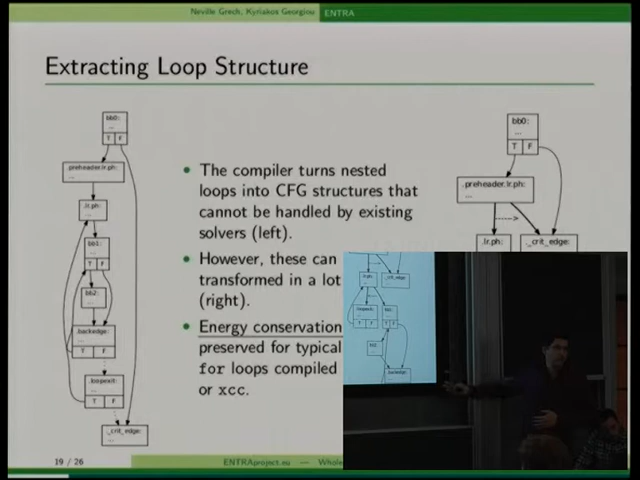 Neville Grech, Kyriakos Georgiou
ENTRA
Extracting Loop Structure
bb0:
...
T F
.preheader.lr.ph:
...
.lr.ph:
...
bb1:
T F
bb2:
...
.backedge:
...
T F
.loopexit:
...
T F
._crit_edge:
...
• The compiler turns nested
loops into CFG structures that
cannot be handled by existing
solvers (left).
• However, these can
transformed in a lot
(right).
• Energy conservation
preserved for typical
for loops compiled
or xcc.
bb0:
...
T F
.preheader.lr.ph:
...
.lr.ph:
._crit_edge:
19 / 26
ENTRAproject.eu — Whole